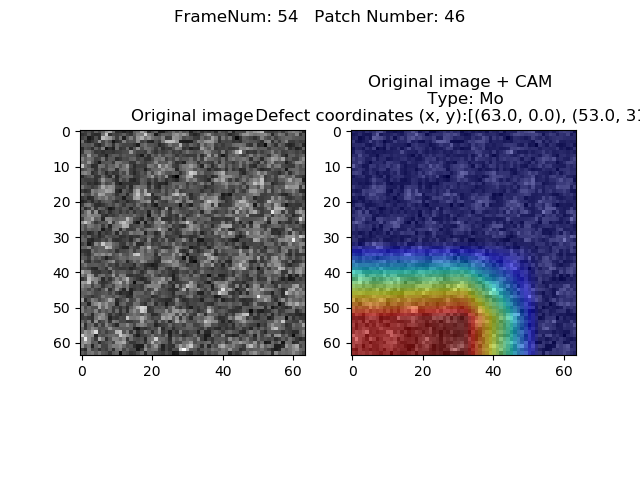 FrameNum: 54   Patch Number: 46
Original image + CAM
Type: Mo
Original image
Defect coordinates (x, y):[(63.0, 0.0), (53.0, 31
0
10
20
30
40
50
60
0 20 40 60
0
10
20
30
40
50
60
0 20 40 60